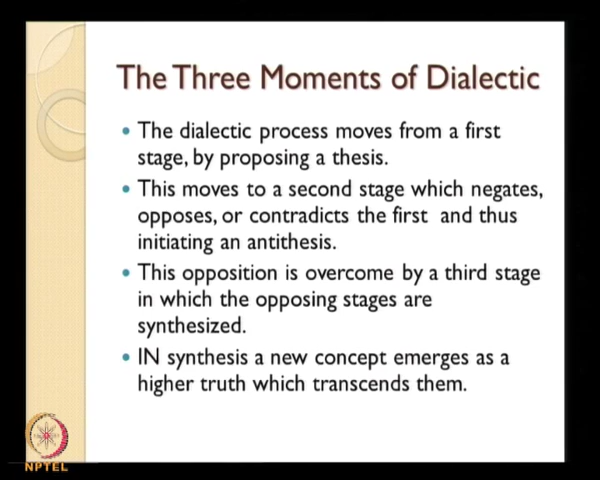 The Three Moments of Dialectic
• The dialectic process moves from a first
stage, by proposing a thesis.
• This moves to a second stage which negates,
opposes, or contradicts the first and thus
initiating an antithesis.
• This opposition is overcome by a third stage
in which the opposing stages are
synthesized.
• IN synthesis a new concept emerges as a
higher truth which transcends them.
NPTEL